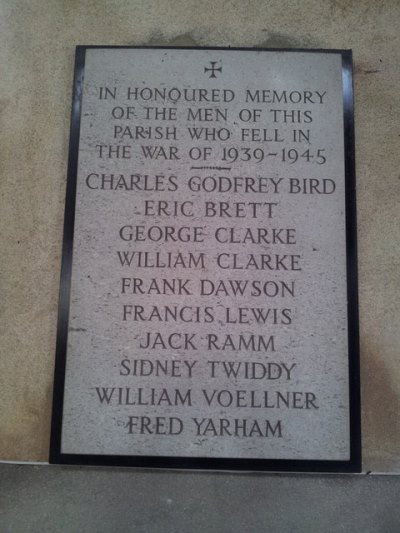 IN HONOURED MEMORY
OF THE MEN OF THIS
PARISH WHO FELL IN
THE WAR OF 1939-1945
CHARLES GODFREY BIRD
ERIC BRETT
GEORGE CLARKE
WILLIAM CLARKE
FRANK DAWSON
FRANCIS LEWIS
JACK RAMM
SIDNEY TWIDDY
WILLIAM VOELLNER
FRED YARHAM